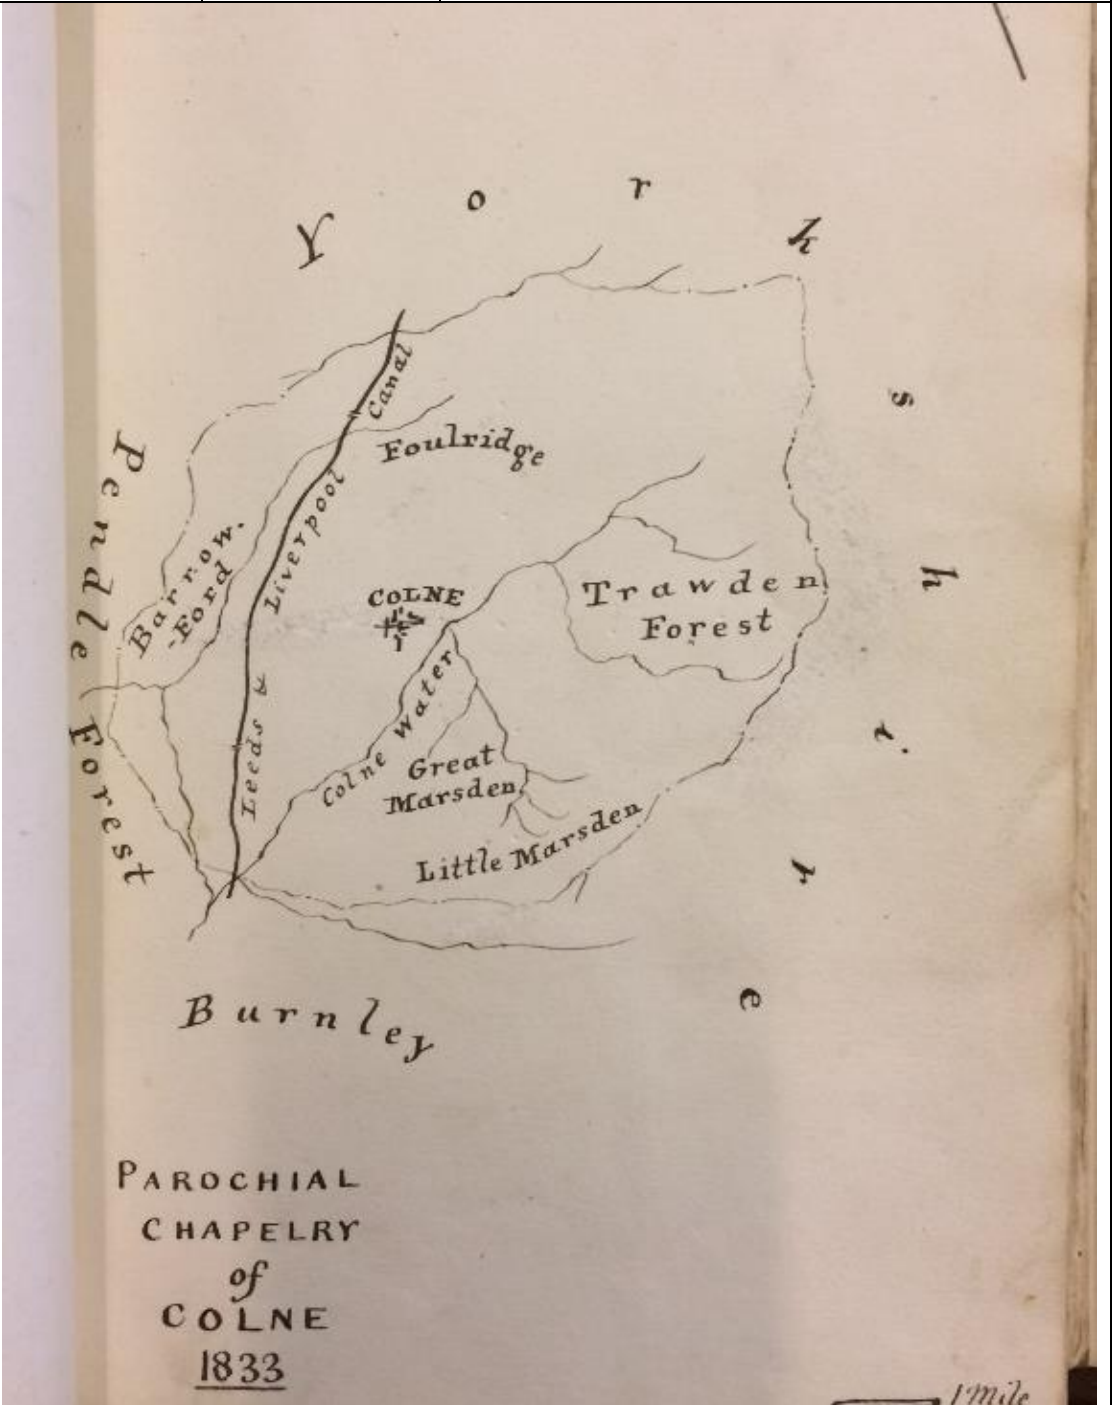 Yorkshire
Canal
Foulridge
Liverpool
Pendle Forest
Barrow.
-Ford
COLNE
Trawden
Forest
Leeds &
Colne Water
Great
Marsden
Little Marsden
Burnley
PAROCHIAL
CHAPELRY
of
COLNE
1833
1 Mile